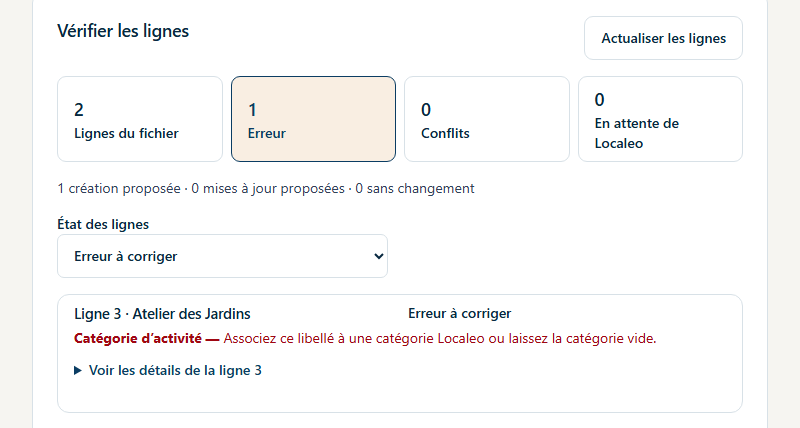 Vérifier les lignes
Actualiser les lignes
2
Lignes du fichier
1
Erreur
0
Conflits
0
En attente de
Localeo
1 création proposée · 0 mises à jour proposées · 0 sans changement
État des lignes
Erreur à corriger
Ligne 3 · Atelier des Jardins
Erreur à corriger
Catégorie d’activité — Associez ce libellé à une catégorie Localeo ou laissez la catégorie vide.
Voir les détails de la ligne 3